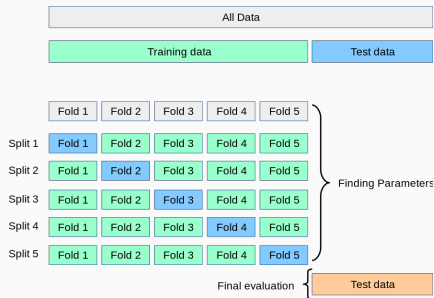 All Data
Training data Test data
Fold 1 Fold 2 Fold 3 Fold 4 Fold 5
Split 1 Fold 1 Fold 2 Fold 3 Fold 4 Fold 5
Split 2 Fold 1 Fold 2 Fold 3 Fold 4 Fold 5
Finding Parameters
Split 3 Fold 1 Fold 2 Fold 3 Fold 4 Fold 5
Split 4 Fold 1 Fold 2 Fold 3 Fold 4 Fold 5
Split 5 Fold 1 Fold 2 Fold 3 Fold 4 Fold 5
Final evaluation Test data